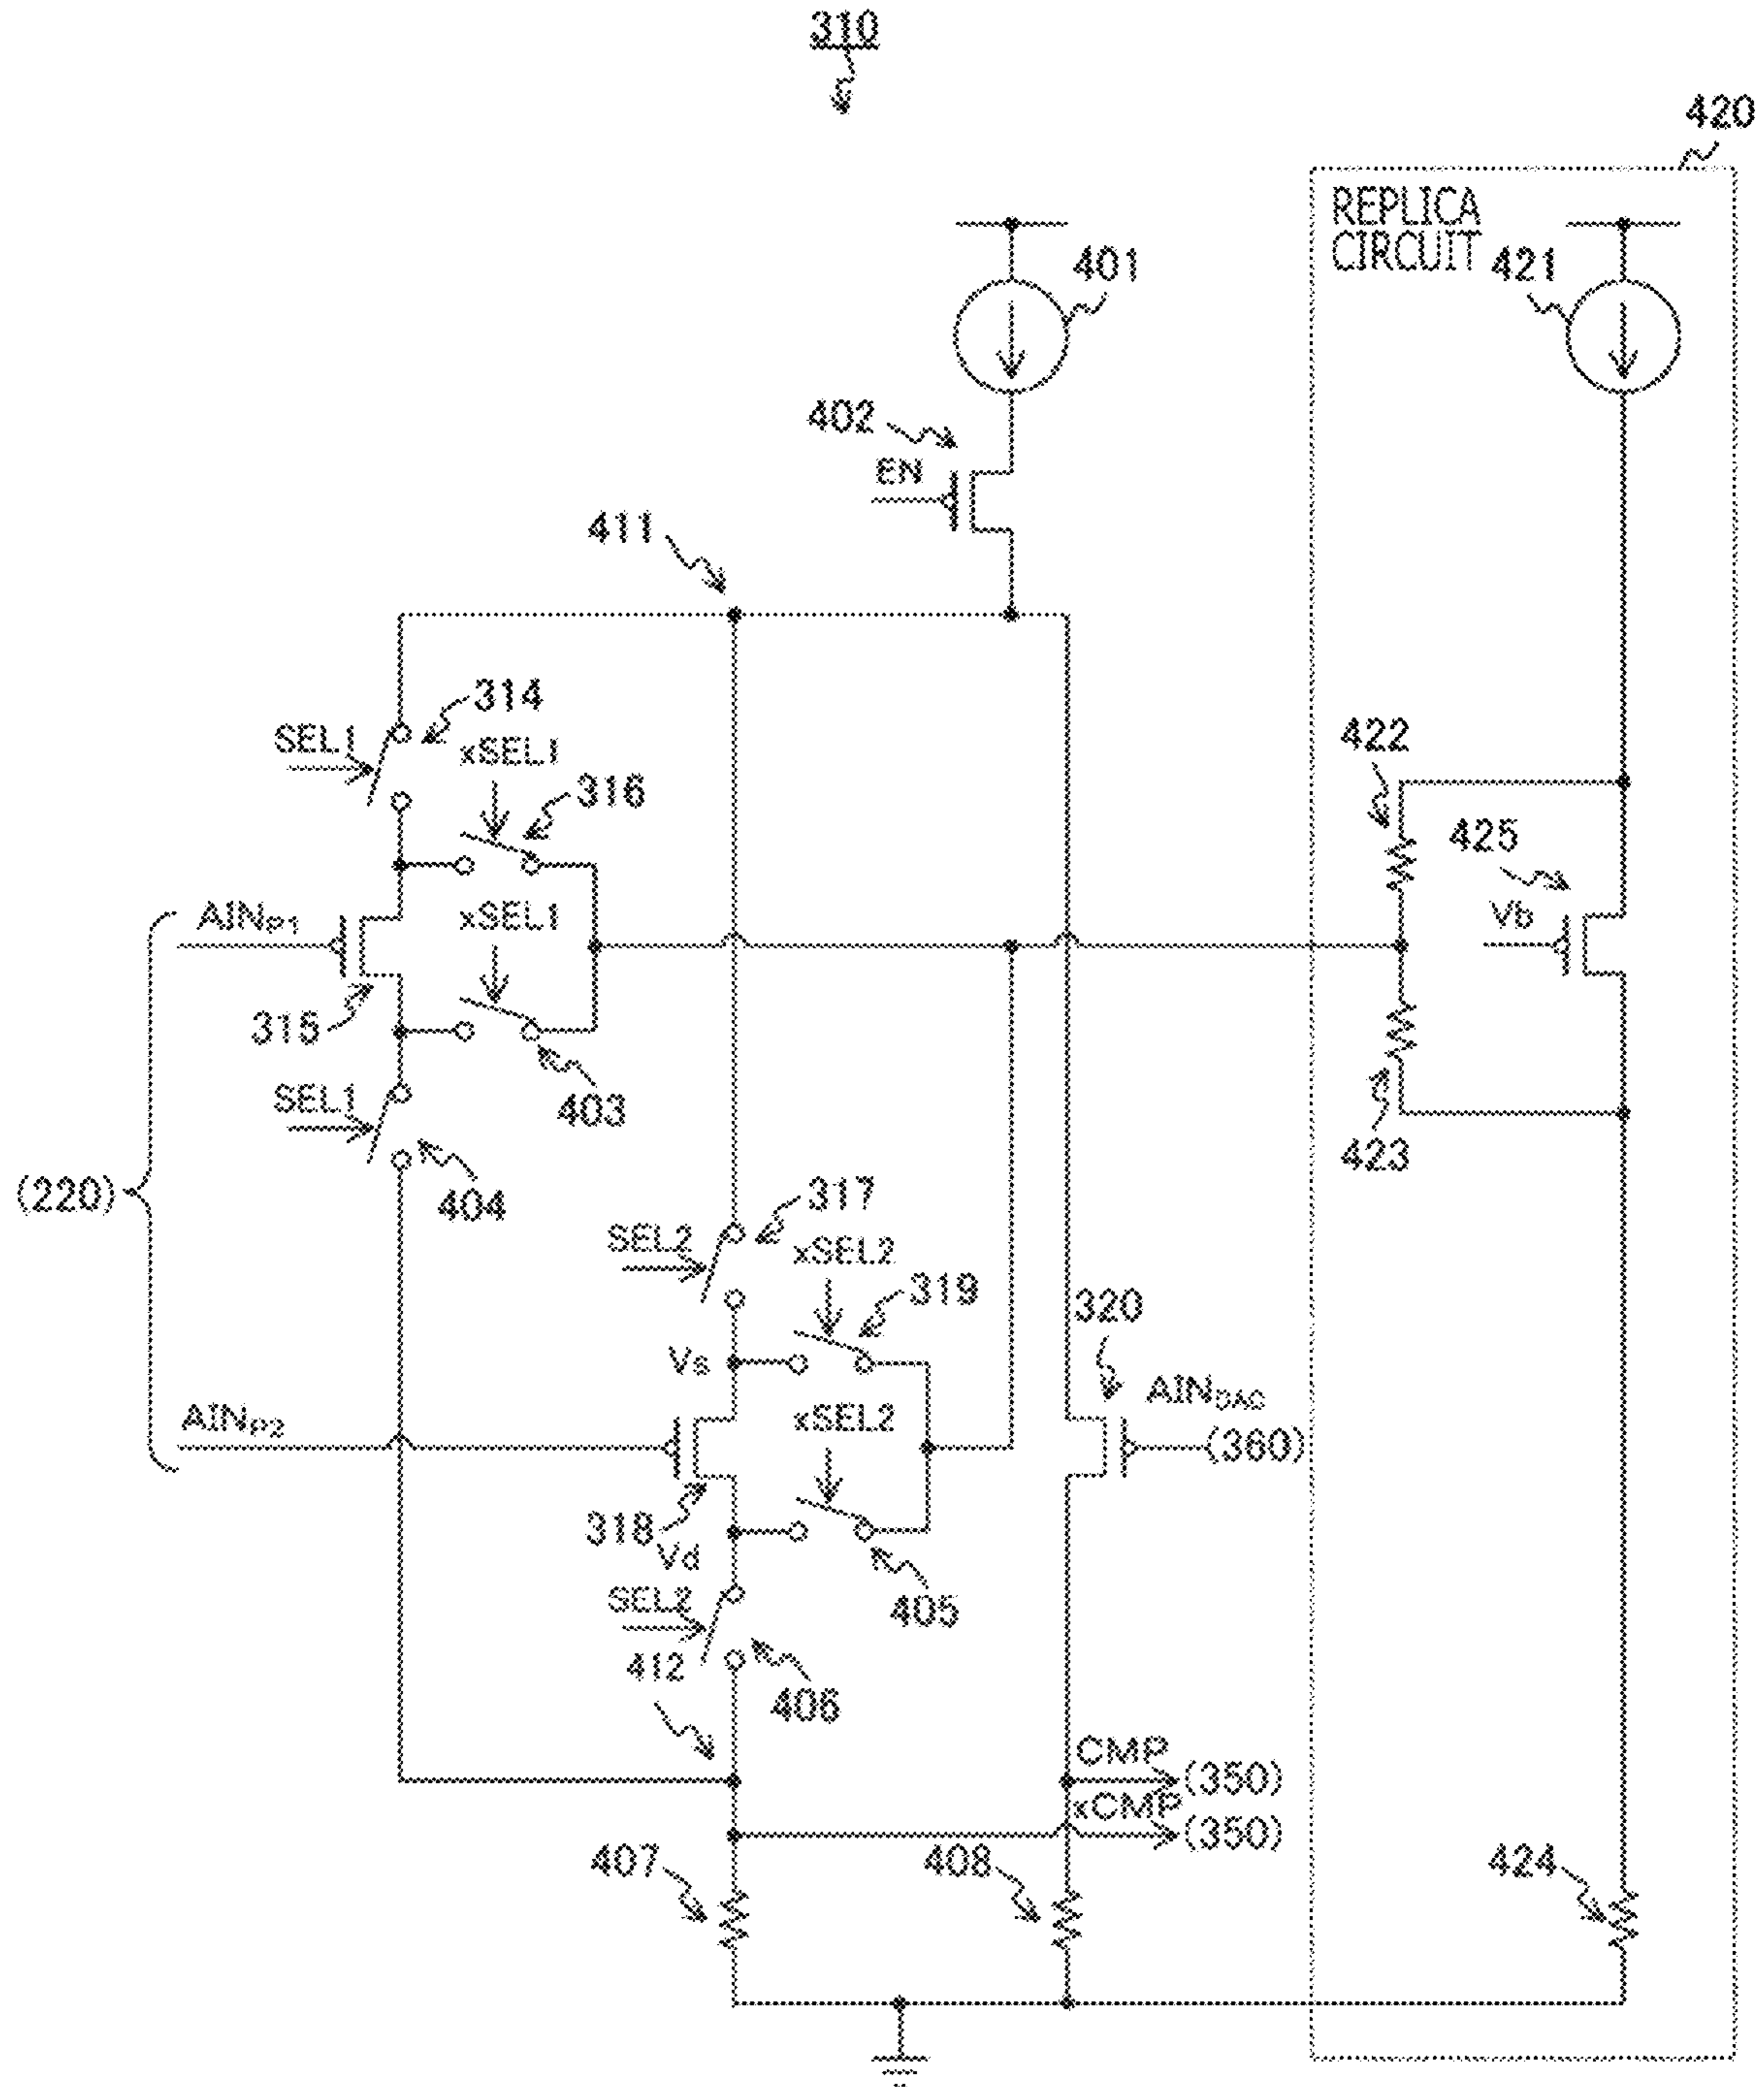 310
420
REPLICA
CIRCUIT
401
421
402
EN
411
314
SEL1
xSEL1
316
422
425
Vb
AINP1
xSEL1
315
403
SEL1
404
423
(220)
317
SEL2
xSEL2
319
320
Vs
AINDAC
(360)
AINP2
xSEL2
318
Vd
405
SEL2
412
406
CMP
(350)
xCMP
(350)
407
408
424